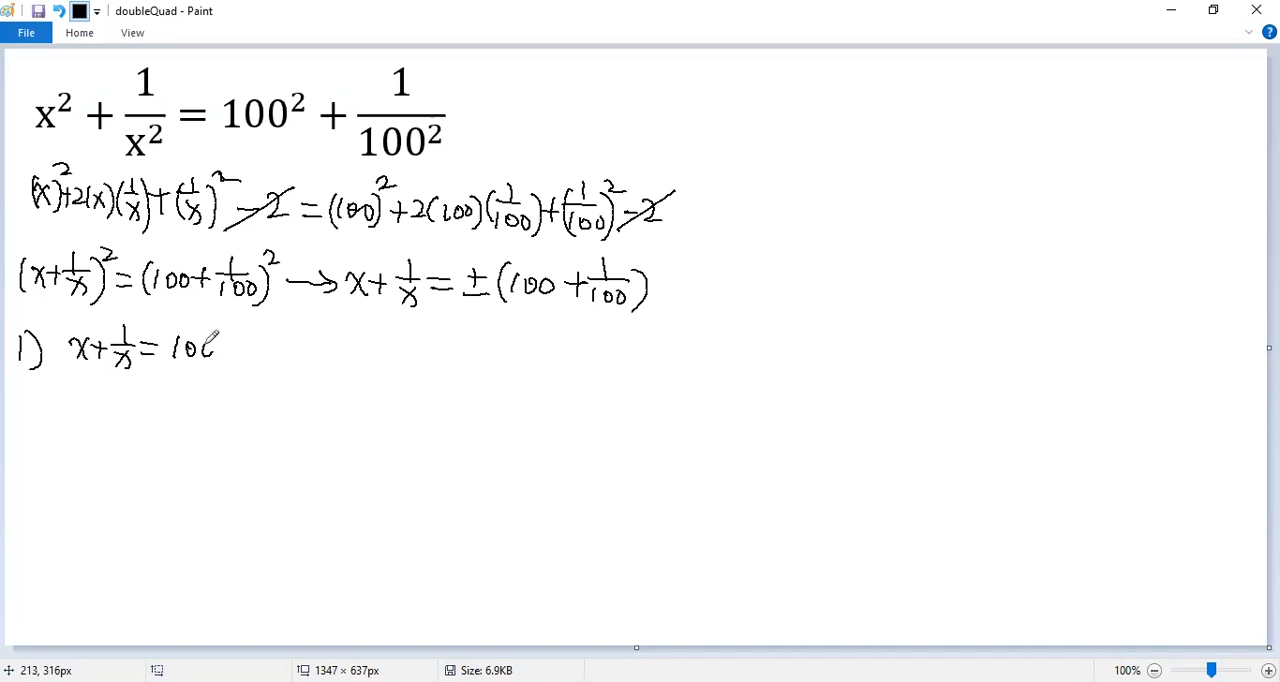 doubleQuad - Paint
File Home View
x² + 1/x² = 100² + 1/100²
(x)² + 2(x)(1/x) + (1/x)² - 2 = (100)² + 2(100)(1/100) + (1/100)² - 2
(x + 1/x)² = (100 + 1/100)² → x + 1/x = ± (100 + 1/100)
1) x + 1/x = 100
213, 316px
1347 × 637px
Size: 6.9KB
100%